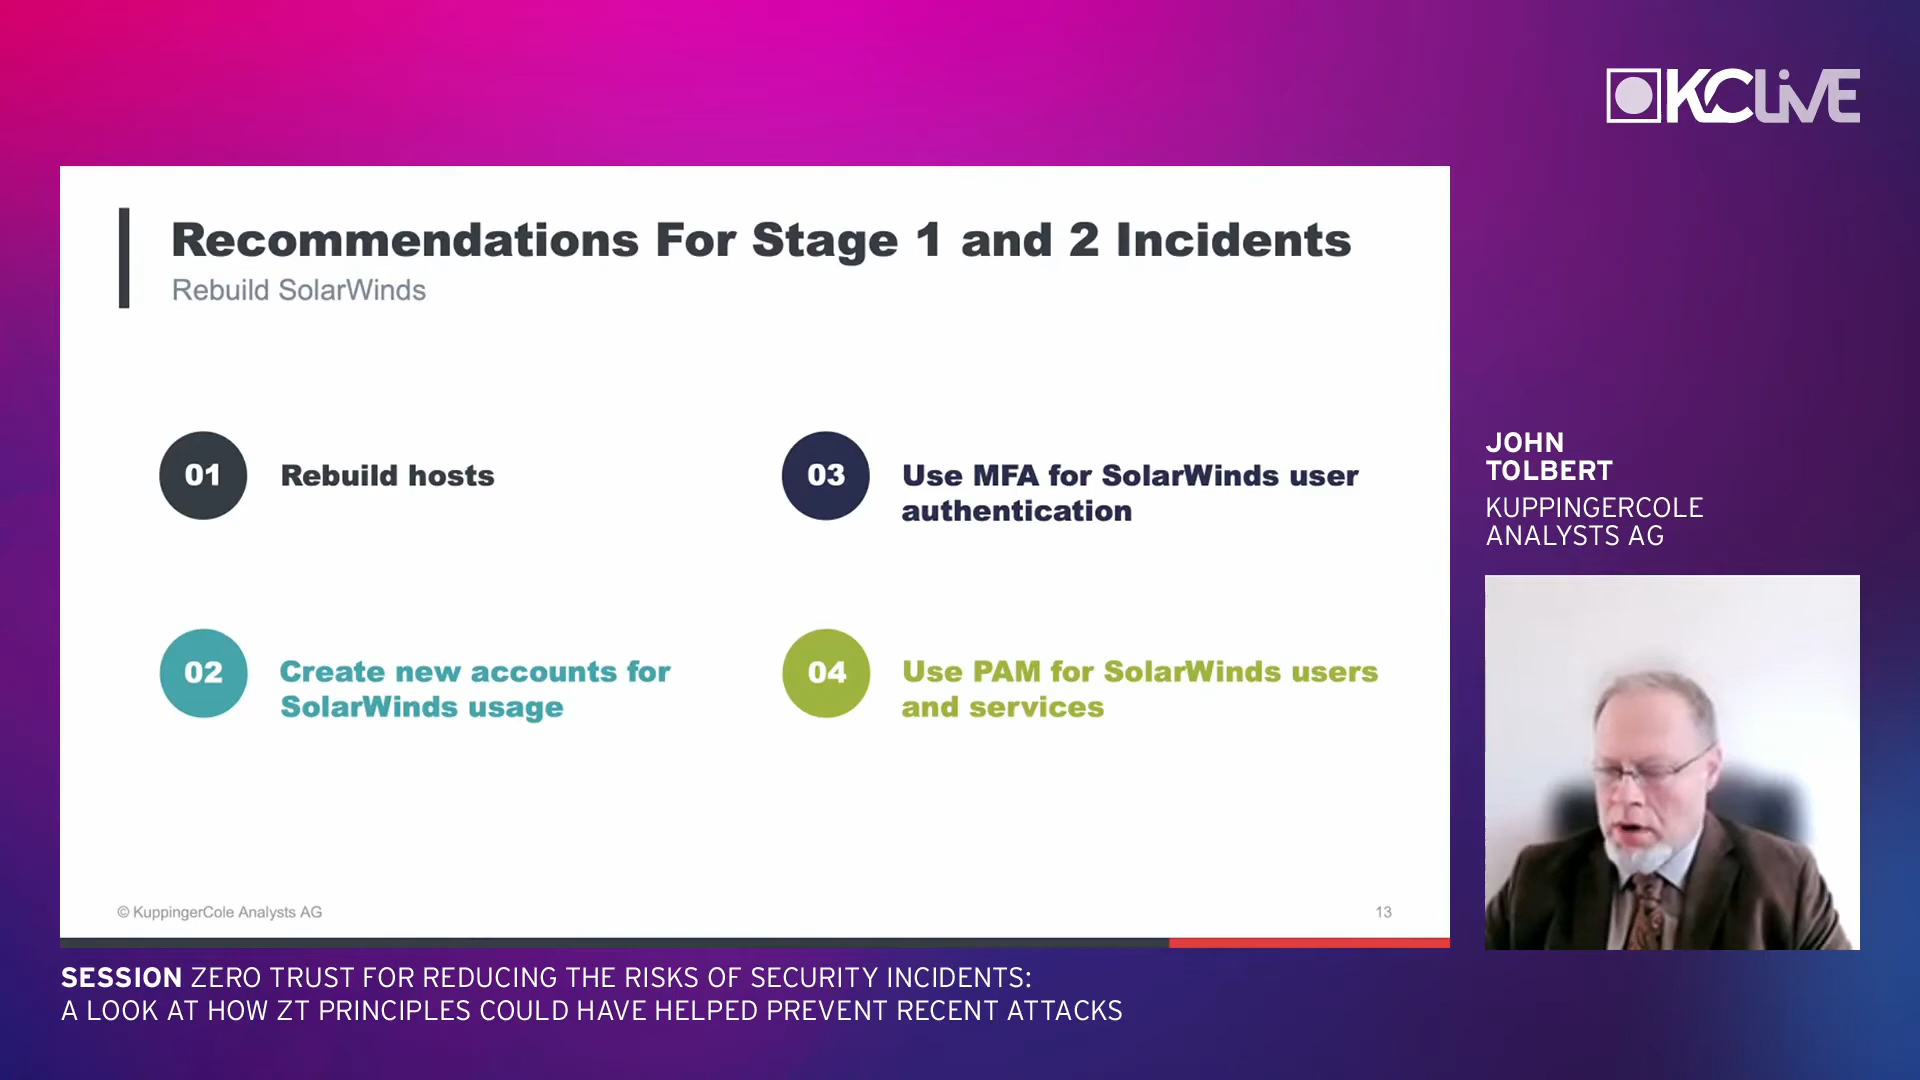 KCLiVE
Recommendations For Stage 1 and 2 Incidents
Rebuild SolarWinds
01
Rebuild hosts
02
Create new accounts for
SolarWinds usage
03
Use MFA for SolarWinds user
authentication
04
Use PAM for SolarWinds users
and services
© KuppingerCole Analysts AG
13
JOHN
TOLBERT
KUPPINGERCOLE
ANALYSTS AG
SESSION ZERO TRUST FOR REDUCING THE RISKS OF SECURITY INCIDENTS:
A LOOK AT HOW ZT PRINCIPLES COULD HAVE HELPED PREVENT RECENT ATTACKS